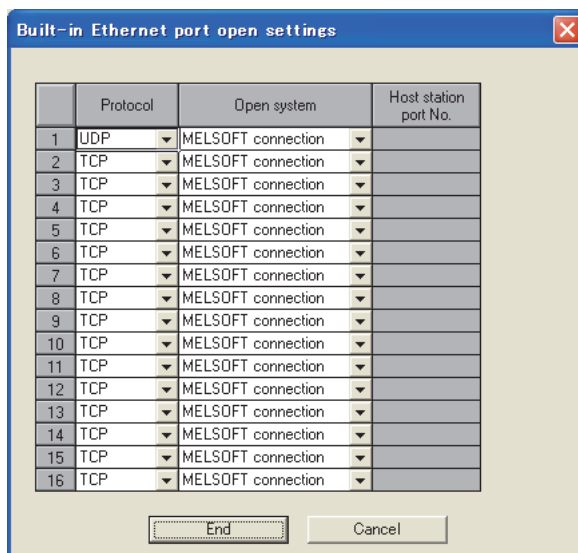 Built-in Ethernet port open settings
Protocol Open system Host station port No.
1 UDP MELSOFT connection
2 TCP MELSOFT connection
3 TCP MELSOFT connection
4 TCP MELSOFT connection
5 TCP MELSOFT connection
6 TCP MELSOFT connection
7 TCP MELSOFT connection
8 TCP MELSOFT connection
9 TCP MELSOFT connection
10 TCP MELSOFT connection
11 TCP MELSOFT connection
12 TCP MELSOFT connection
13 TCP MELSOFT connection
14 TCP MELSOFT connection
15 TCP MELSOFT connection
16 TCP MELSOFT connection
End Cancel